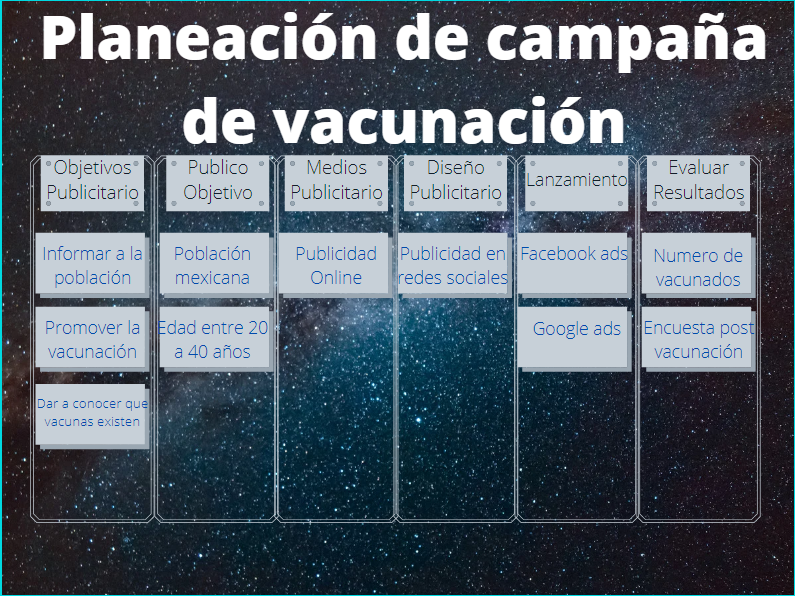 Planeación de campaña
de vacunación
Objetivos
Publicitario
Informar a la
población
Promover la
vacunación
Dar a conocer que
vacunas existen
Publico
Objetivo
Población
mexicana
Edad entre 20
a 40 años
Medios
Publicitario
Publicidad
Online
Diseño
Publicitario
Publicidad en
redes sociales
Lanzamiento
Facebook ads
Google ads
Evaluar
Resultados
Numero de
vacunados
Encuesta post
vacunación